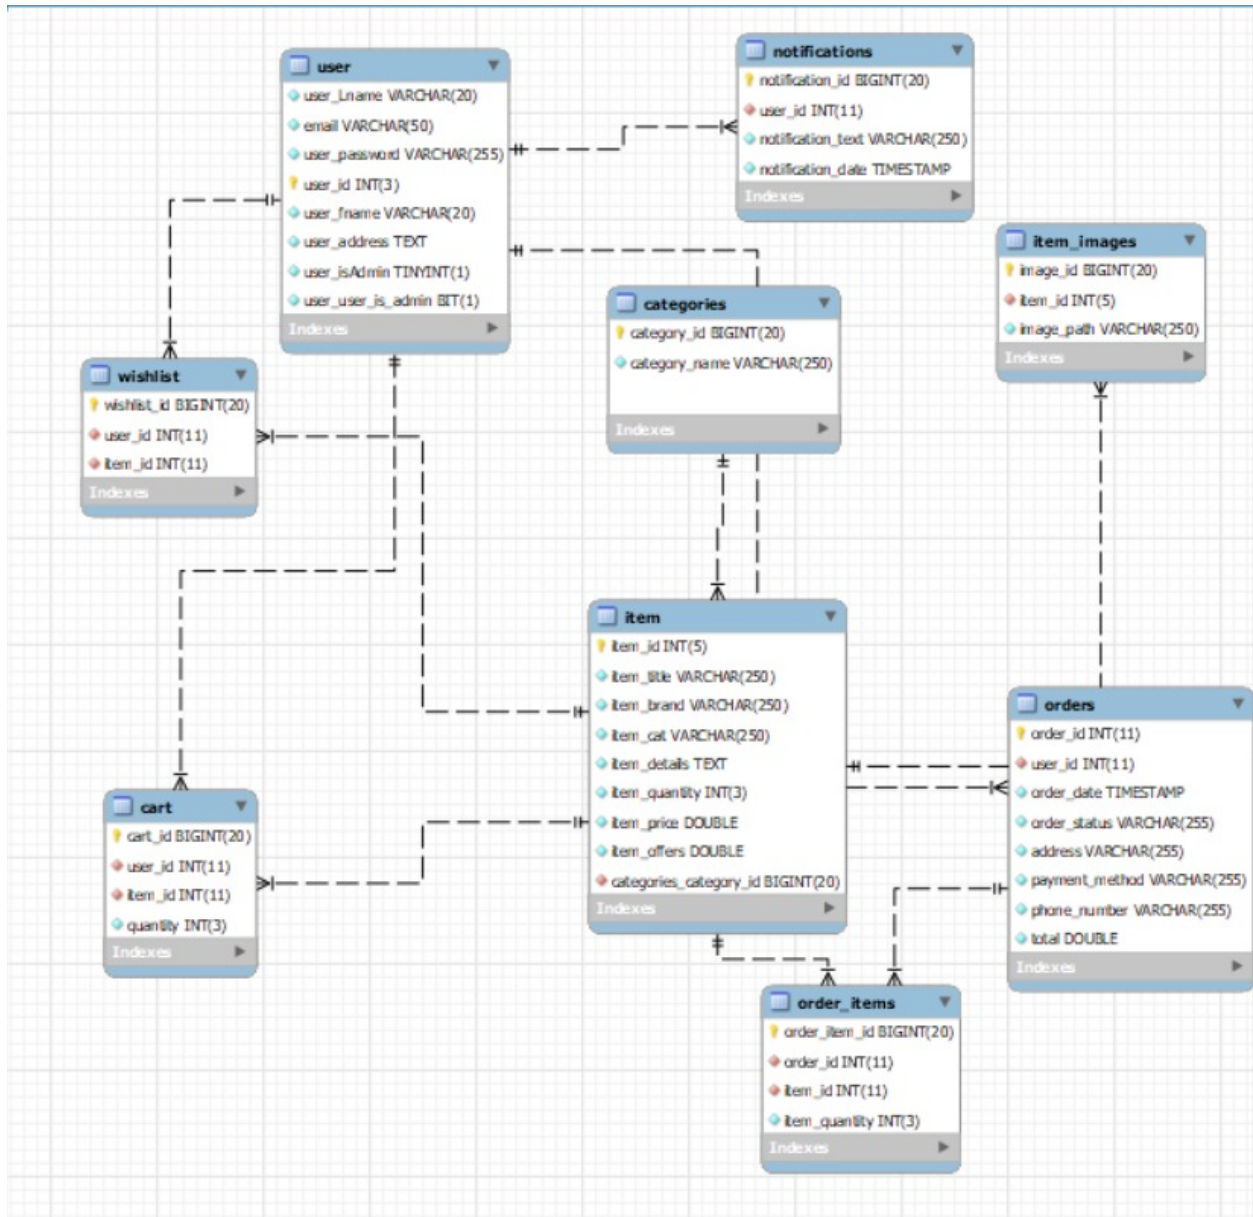 user
user_Lname VARCHAR(20)
email VARCHAR(50)
user_password VARCHAR(255)
user_id INT(3)
user_fname VARCHAR(20)
user_address TEXT
user_isAdmin TINYINT(1)
user_user_is_admin BIT(1)
Indexes
notifications
notification_id BIGINT(20)
user_id INT(11)
notification_text VARCHAR(250)
notification_date TIMESTAMP
Indexes
item_images
image_id BIGINT(20)
item_id INT(5)
image_path VARCHAR(250)
Indexes
categories
category_id BIGINT(20)
category_name VARCHAR(250)
Indexes
wishlist
wishlist_id BIGINT(20)
user_id INT(11)
item_id INT(11)
Indexes
item
item_id INT(5)
item_title VARCHAR(250)
item_brand VARCHAR(250)
item_cat VARCHAR(250)
item_details TEXT
item_quantity INT(3)
item_price DOUBLE
item_offers DOUBLE
categories_category_id BIGINT(20)
Indexes
orders
order_id INT(11)
user_id INT(11)
order_date TIMESTAMP
order_status VARCHAR(255)
address VARCHAR(255)
payment_method VARCHAR(255)
phone_number VARCHAR(255)
total DOUBLE
Indexes
cart
cart_id BIGINT(20)
user_id INT(11)
item_id INT(11)
quantity INT(3)
Indexes
order_items
order_item_id BIGINT(20)
order_id INT(11)
item_id INT(11)
item_quantity INT(3)
Indexes